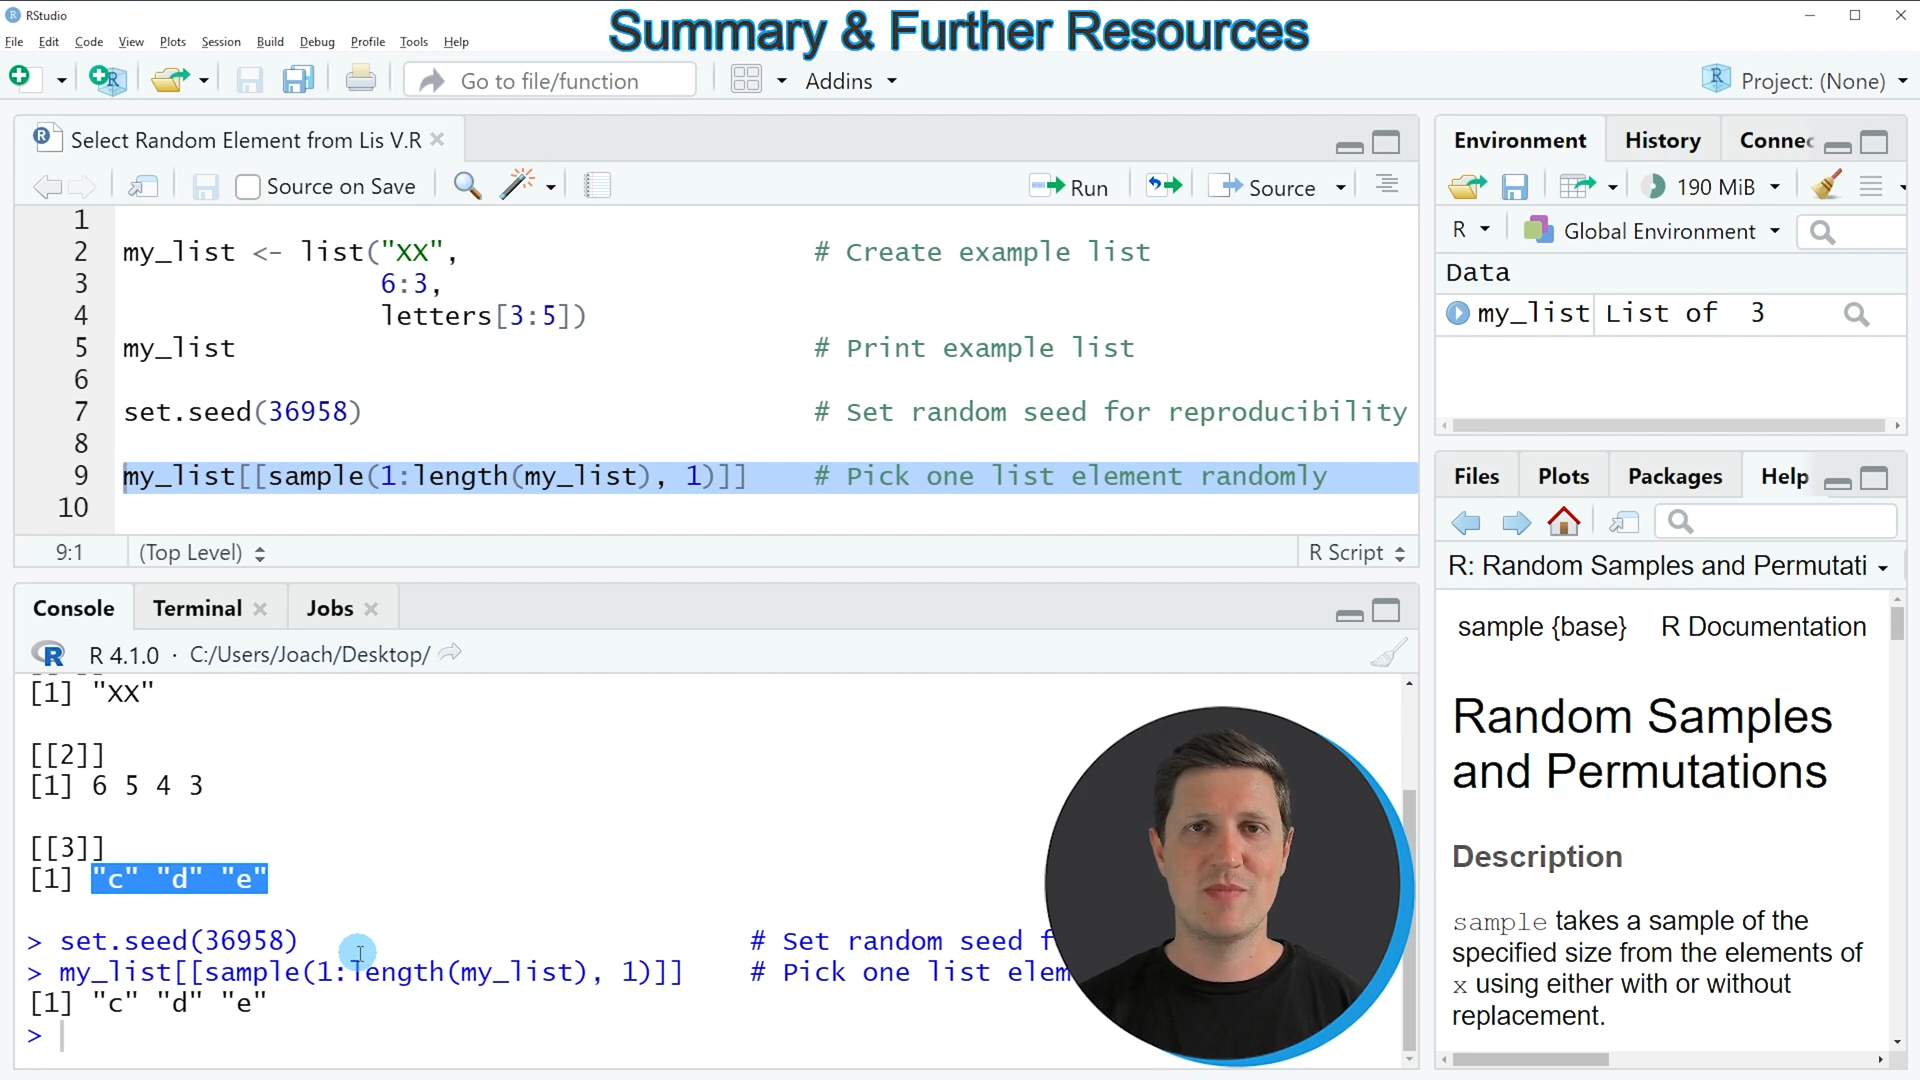 RStudio
Summary & Further Resources
File Edit Code View Plots Session Build Debug Profile Tools Help
Go to file/function Addins Project: (None)
Select Random Element from Lis V.R
Source on Save Run Source
1
2 my_list <- list("XX", # Create example list
3 6:3,
4 letters[3:5])
5 my_list # Print example list
6
7 set.seed(36958) # Set random seed for reproducibility
8
9 my_list[[sample(1:length(my_list), 1)]] # Pick one list element randomly
10
9:1 (Top Level) R Script
Console Terminal Jobs
R 4.1.0 · C:/Users/Joach/Desktop/
[1] "XX"
[[2]]
[1] 6 5 4 3
[[3]]
[1] "c" "d" "e"
> set.seed(36958) # Set random seed f
> my_list[[sample(1:length(my_list), 1)]] # Pick one list elem
[1] "c" "d" "e"
>
Environment History Connec
190 MiB
R Global Environment
Data
my_list List of 3
Files Plots Packages Help
R: Random Samples and Permutati
sample {base} R Documentation
Random Samples
and Permutations
Description
sample takes a sample of the
specified size from the elements of
x using either with or without
replacement.